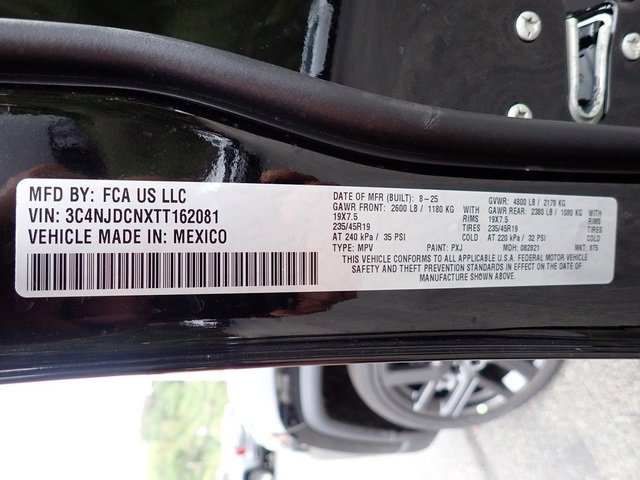 MFD BY: FCA US LLC
VIN: 3C4NJDCNXTT162081
VEHICLE MADE IN: MEXICO
DATE OF MFR (BUILT): 8-25
GVWR: 4800 LB / 2178 KG
GAWR FRONT: 2600 LB / 1180 KG WITH GAWR REAR: 2380 LB / 1080 KG WITH
19X7.5 RIMS 19X7.5 RIMS
235/45R19 TIRES 235/45R19 TIRES
AT 240 kPa / 35 PSI COLD AT 220 kPa / 32 PSI COLD
TYPE: MPV PAINT: PXJ MDH: 082821 MKT: 975/
THIS VEHICLE CONFORMS TO ALL APPLICABLE U.S.A. FEDERAL MOTOR VEHICLE
SAFETY AND THEFT PREVENTION STANDARDS IN EFFECT ON THE DATE OF
MANUFACTURE SHOWN ABOVE.